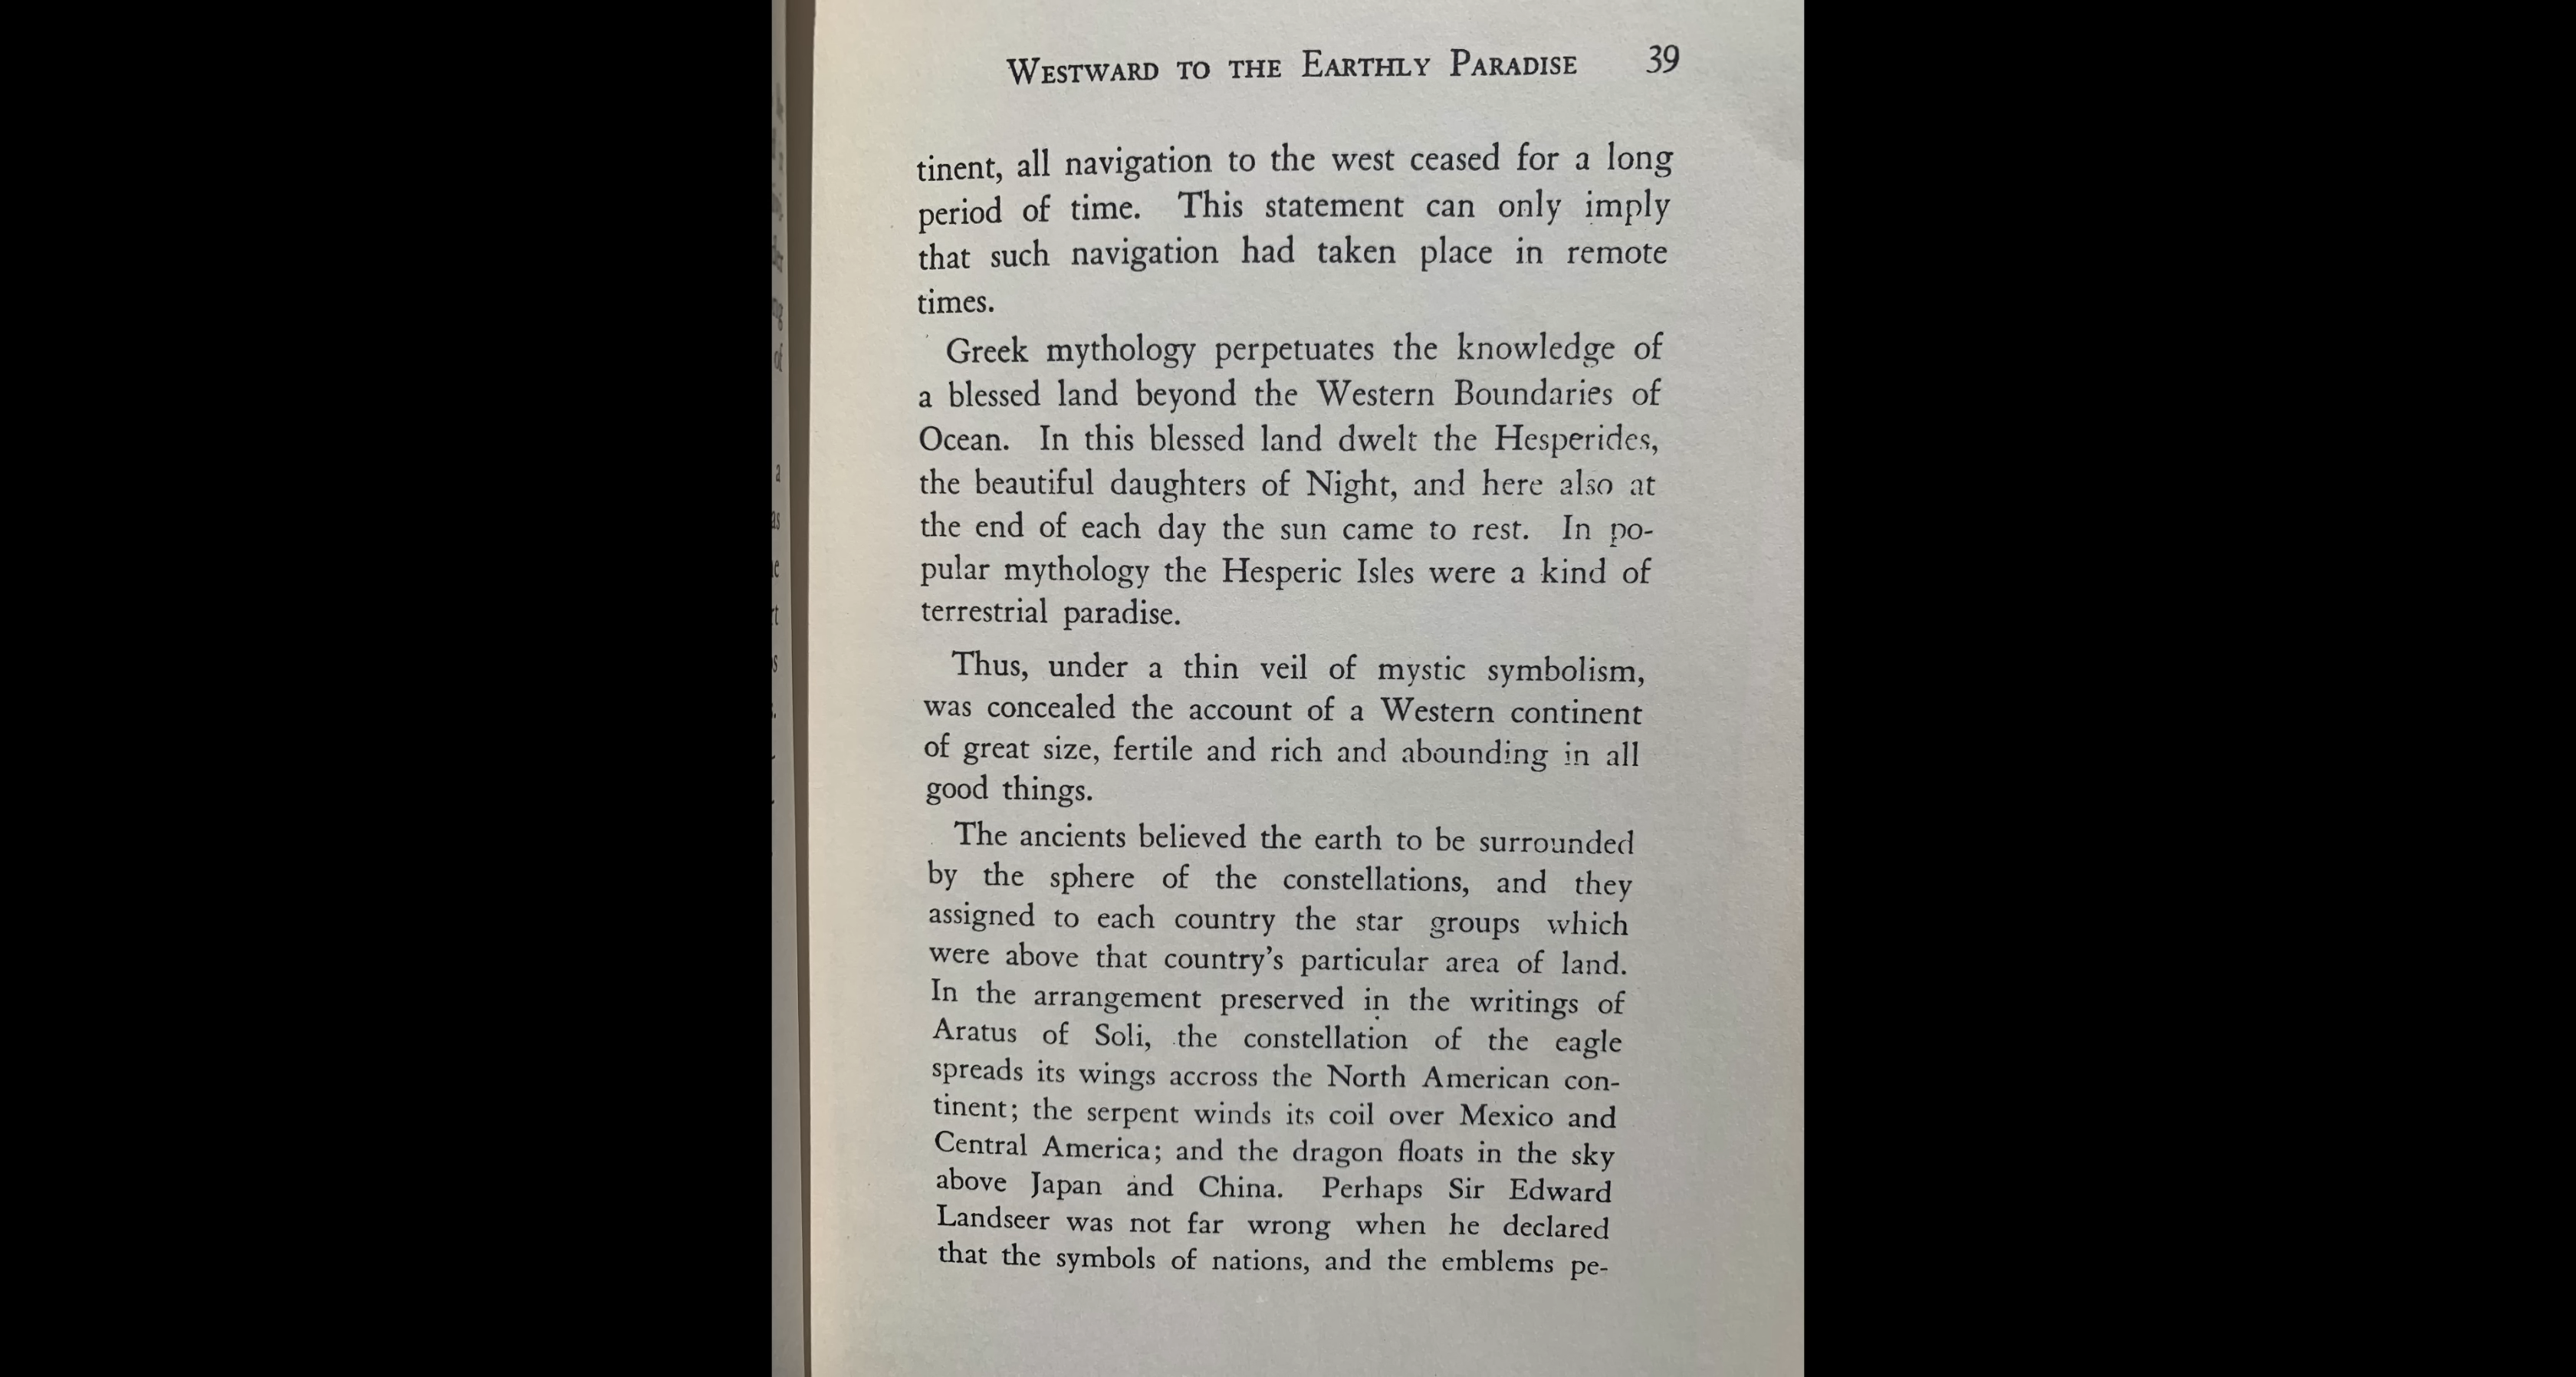 WESTWARD TO THE EARTHLY PARADISE 39
tinent, all navigation to the west ceased for a long
period of time. This statement can only imply
that such navigation had taken place in remote
times.
Greek mythology perpetuates the knowledge of
a blessed land beyond the Western Boundaries of
Ocean. In this blessed land dwelt the Hesperides,
the beautiful daughters of Night, and here also at
the end of each day the sun came to rest. In po-
pular mythology the Hesperic Isles were a kind of
terrestrial paradise.
Thus, under a thin veil of mystic symbolism,
was concealed the account of a Western continent
of great size, fertile and rich and abounding in all
good things.
The ancients believed the earth to be surrounded
by the sphere of the constellations, and they
assigned to each country the star groups which
were above that country's particular area of land.
In the arrangement preserved in the writings of
Aratus of Soli, the constellation of the eagle
spreads its wings accross the North American con-
tinent; the serpent winds its coil over Mexico and
Central America; and the dragon floats in the sky
above Japan and China. Perhaps Sir Edward
Landseer was not far wrong when he declared
that the symbols of nations, and the emblems pe-